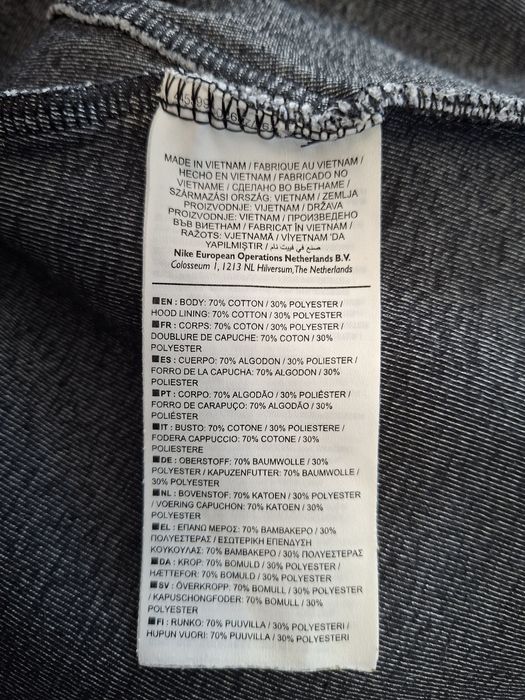 MADE IN VIETNAM / FABRIQUE AU VIETNAM /
HECHO EN VIETNAM / FABRICADO NO
VIETNAME / СДЕЛАНО ВО ВЬЕТНАМЕ /
SZÁRMAZÁSI ORSZÁG: VIETNAM / ZEMLJA
PROIZVODNJE: VIJETNAM / DRŽAVA
PROIZVODNJE: VIETNAM / ПРОИЗВЕДЕНО
ВЪВ ВИЕТНАМ / FABRICAT ÎN VIETNAM /
RAŽOTS: VJETNAMĀ / VİYETNAM 'DA
YAPILMIŞTIR / صنع في فييت نام
Nike European Operations Netherlands B.V.
Colosseum 1, 1213 NL Hilversum, The Netherlands
EN : BODY: 70% COTTON / 30% POLYESTER /
HOOD LINING: 70% COTTON / 30% POLYESTER
FR : CORPS: 70% COTON / 30% POLYESTER /
DOUBLURE DE CAPUCHE: 70% COTON / 30%
POLYESTER
ES : CUERPO: 70% ALGODON / 30% POLIESTER /
FORRO DE LA CAPUCHA: 70% ALGODON / 30%
POLIESTER
PT : CORPO: 70% ALGODÃO / 30% POLIÉSTER /
FORRO DE CARAPUÇO: 70% ALGODÃO / 30%
POLIÉSTER
IT : BUSTO: 70% COTONE / 30% POLIESTERE /
FODERA CAPPUCCIO: 70% COTONE / 30%
POLIESTERE
DE : OBERSTOFF: 70% BAUMWOLLE / 30%
POLYESTER / KAPUZENFUTTER: 70% BAUMWOLLE /
30% POLYESTER
NL : BOVENSTOF: 70% KATOEN / 30% POLYESTER
/ VOERING CAPUCHON: 70% KATOEN / 30%
POLYESTER
EL : ΕΠΑΝΩ ΜΕΡΟΣ: 70% ΒΑΜΒΑΚΕΡΟ / 30%
ΠΟΛΥΕΣΤΕΡΑΣ / ΕΣΩΤΕΡΙΚΗ ΕΠΕΝΔΥΣΗ
ΚΟΥΚΟΥΛΑΣ: 70% ΒΑΜΒΑΚΕΡΟ / 30% ΠΟΛΥΕΣΤΕΡΑΣ
DA : KROP: 70% BOMULD / 30% POLYESTER /
HÆTTEFOR: 70% BOMULD / 30% POLYESTER
SV : ÖVERKROPP: 70% BOMULL / 30% POLYESTER
/ KAPUSCHONGFODER: 70% BOMULL / 30%
POLYESTER
FI : RUNKO: 70% PUUVILLA / 30% POLYESTERI /
HUPUN VUORI: 70% PUUVILLA / 30% POLYESTERI